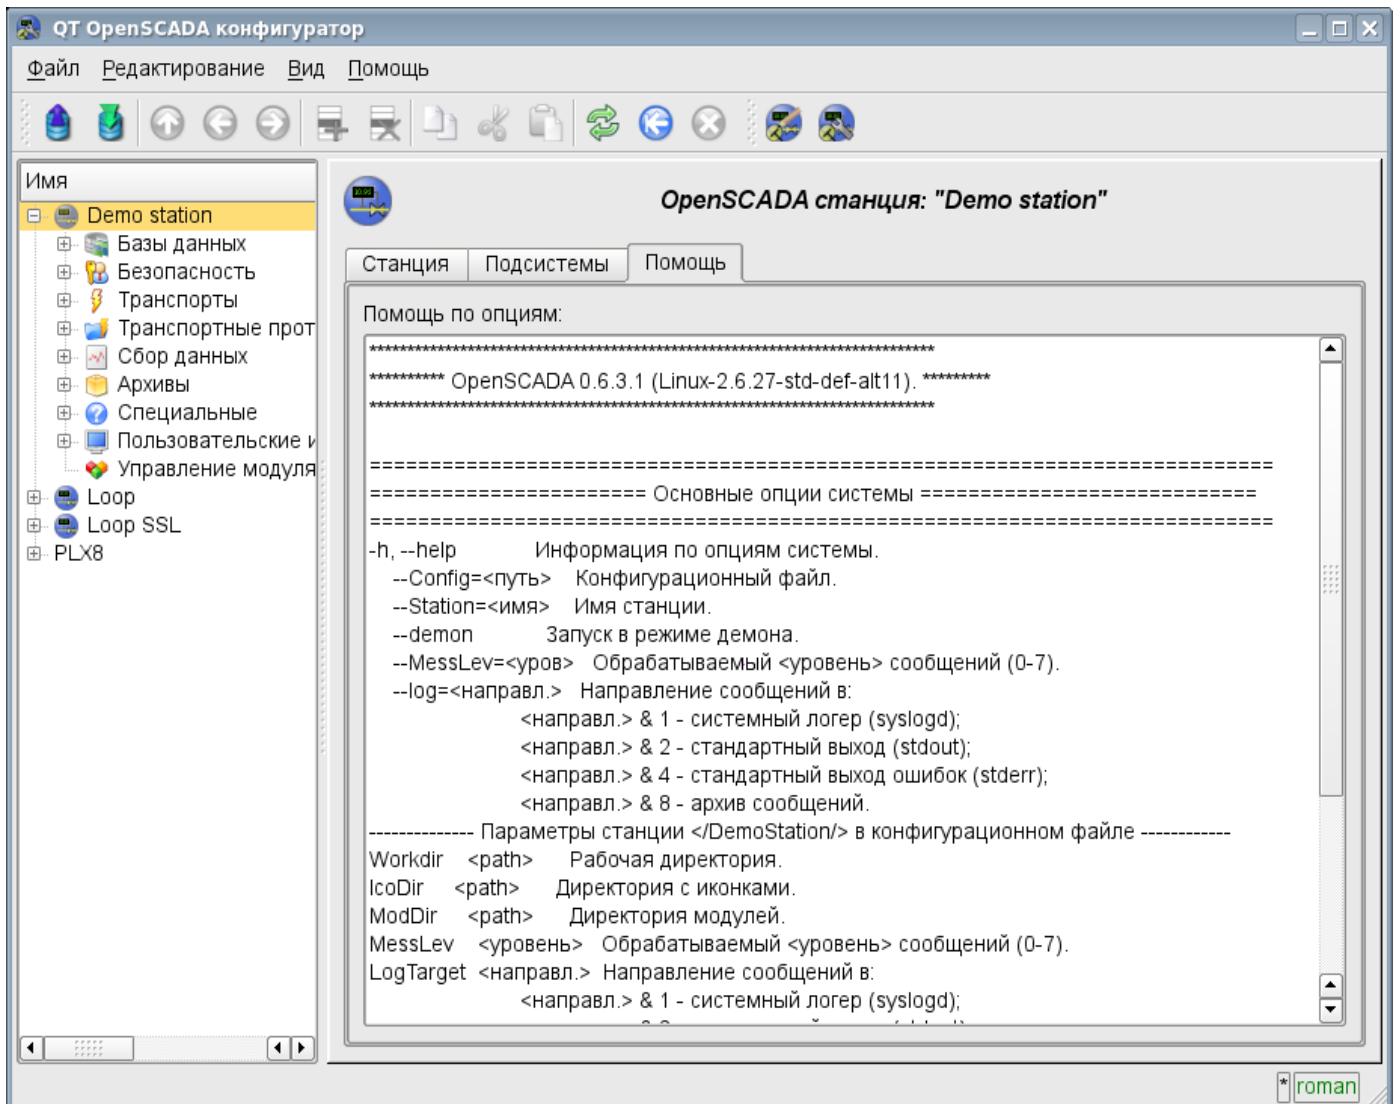 QT OpenSCADA конфигуратор
Файл Редактирование Вид Помощь
Имя
Demo station
Базы данных
Безопасность
Транспорты
Транспортные прот
Сбор данных
Архивы
Специальные
Пользовательские и
Управление модуля
Loop
Loop SSL
PLX8
OpenSCADA станция: "Demo station"
Станция Подсистемы Помощь
Помощь по опциям:
***************************************************************************
********** OpenSCADA 0.6.3.1 (Linux-2.6.27-std-def-alt11). *********
***************************************************************************
===========================================================================
======================= Основные опции системы ============================
===========================================================================
-h, --help Информация по опциям системы.
--Config=<путь> Конфигурационный файл.
--Station=<имя> Имя станции.
--demon Запуск в режиме демона.
--MessLev=<уров> Обрабатываемый <уровень> сообщений (0-7).
--log=<направл.> Направление сообщений в:
<направл.> & 1 - системный логер (syslogd);
<направл.> & 2 - стандартный выход (stdout);
<направл.> & 4 - стандартный выход ошибок (stderr);
<направл.> & 8 - архив сообщений.
-------------- Параметры станции </DemoStation/> в конфигурационном файле ------------
Workdir <path> Рабочая директория.
IcoDir <path> Директория с иконками.
ModDir <path> Директория модулей.
MessLev <уровень> Обрабатываемый <уровень> сообщений (0-7).
LogTarget <направл.> Направление сообщений в:
<направл.> & 1 - системный логер (syslogd);
* roman